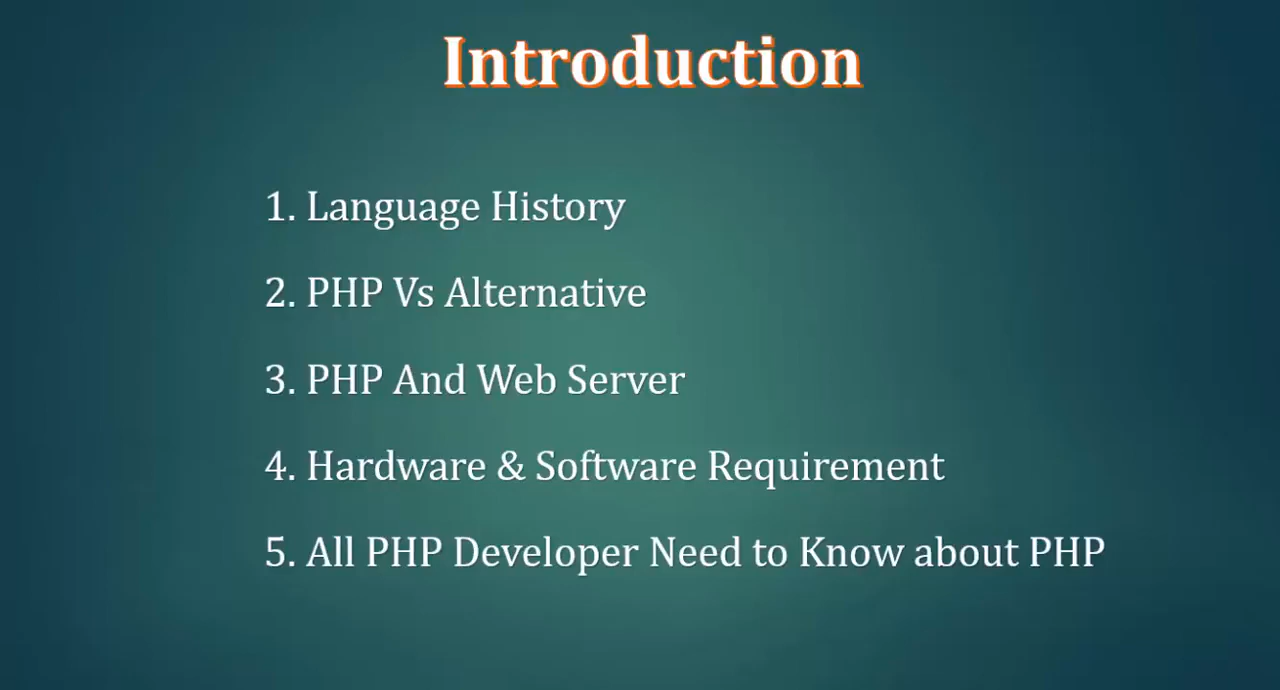 Introduction
1. Language History
2. PHP Vs Alternative
3. PHP And Web Server
4. Hardware & Software Requirement
5. All PHP Developer Need to Know about PHP